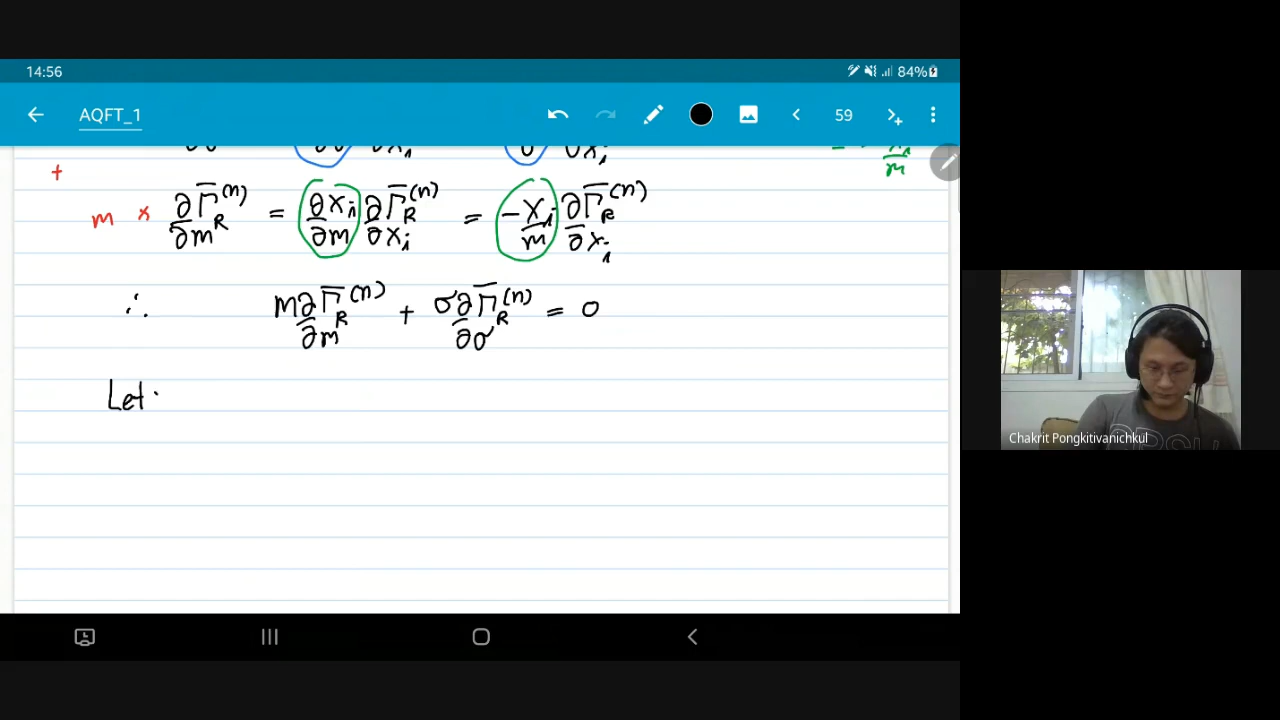 14:56 84%
AQFT_1 59
+
m × ∂Γ̅_R^(n)/∂m = ∂x_i/∂m ∂Γ̅_R^(n)/∂x_i = -x_i/m ∂Γ̅_R^(n)/∂x_i
∴ m∂Γ̅_R^(n)/∂m + σ∂Γ̅_R^(n)/∂σ = 0
Let
Chakrit Pongkitivanichkul